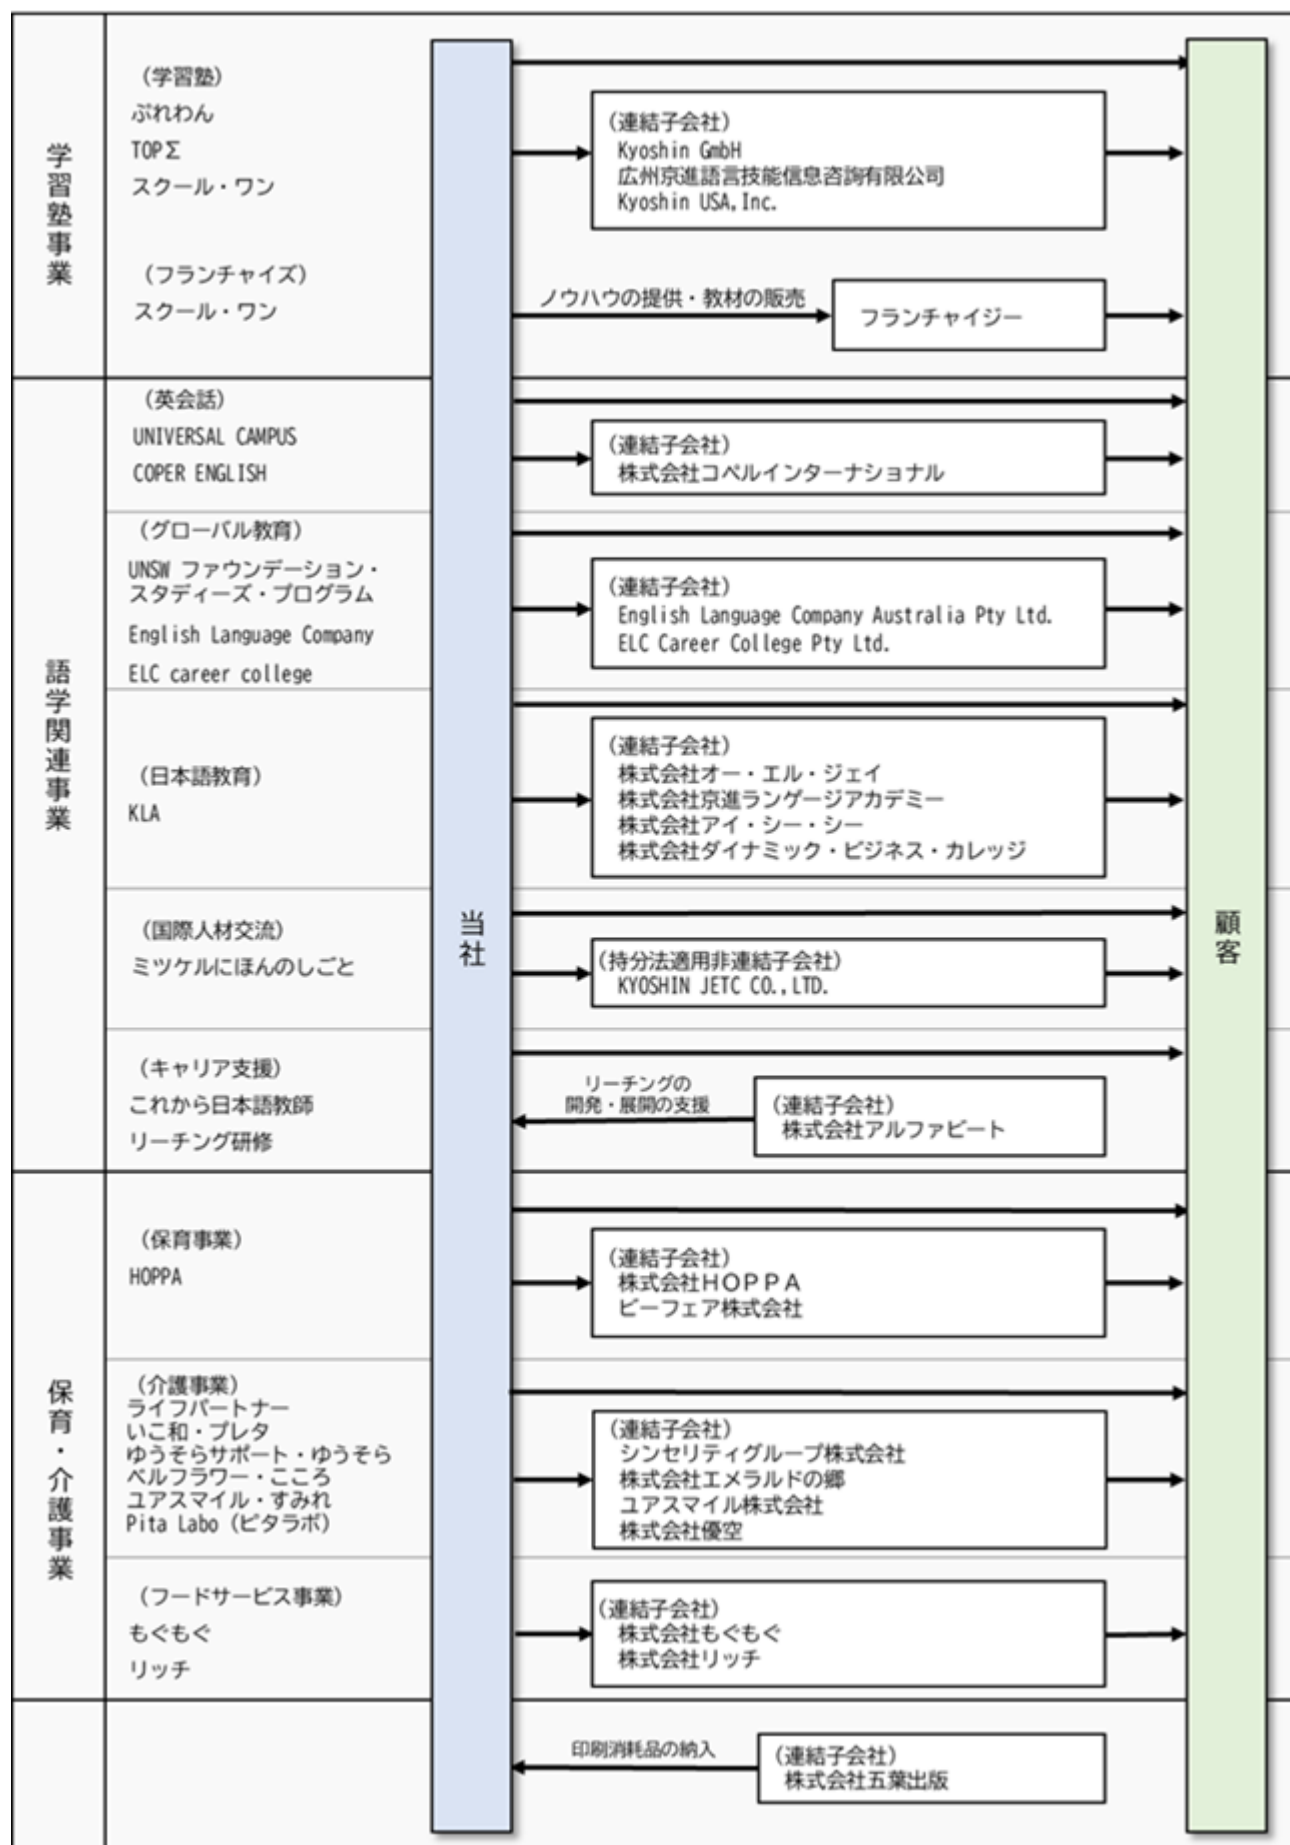 学習塾事業
（学習塾）
ぷれわん
TOPΣ
スクール・ワン
（連結子会社）
Kyoshin GmbH
広州京進語言技能信息咨詢有限公司
Kyoshin USA,Inc.
（フランチャイズ）
スクール・ワン
ノウハウの提供・教材の販売
フランチャイジー
語学関連事業
（英会話）
UNIVERSAL CAMPUS
COPER ENGLISH
（連結子会社）
株式会社コペルインターナショナル
（グローバル教育）
UNSW ファウンデーション・
スタディーズ・プログラム
English Language Company
ELC career college
（連結子会社）
English Language Company Australia Pty Ltd.
ELC Career College Pty Ltd.
（日本語教育）
KLA
（連結子会社）
株式会社オー・エル・ジェイ
株式会社京進ランゲージアカデミー
株式会社アイ・シー・シー
株式会社ダイナミック・ビジネス・カレッジ
当社
顧客
（国際人材交流）
ミツケルにほんのしごと
（持分法適用非連結子会社）
KYOSHIN JETC CO.,LTD.
（キャリア支援）
これから日本語教師
リーチング研修
リーチングの
開発・展開の支援
（連結子会社）
株式会社アルファビート
保育・介護事業
（保育事業）
HOPPA
（連結子会社）
株式会社ＨＯＰＰＡ
ビーフェア株式会社
（介護事業）
ライフパートナー
いこ和・プレタ
ゆうそらサポート・ゆうそら
ベルフラワー・こころ
ユアスマイル・すみれ
Pita Labo（ピタラボ）
（連結子会社）
シンセリティグループ株式会社
株式会社エメラルドの郷
ユアスマイル株式会社
株式会社優空
（フードサービス事業）
もぐもぐ
リッチ
（連結子会社）
株式会社もぐもぐ
株式会社リッチ
印刷消耗品の納入
（連結子会社）
株式会社五葉出版